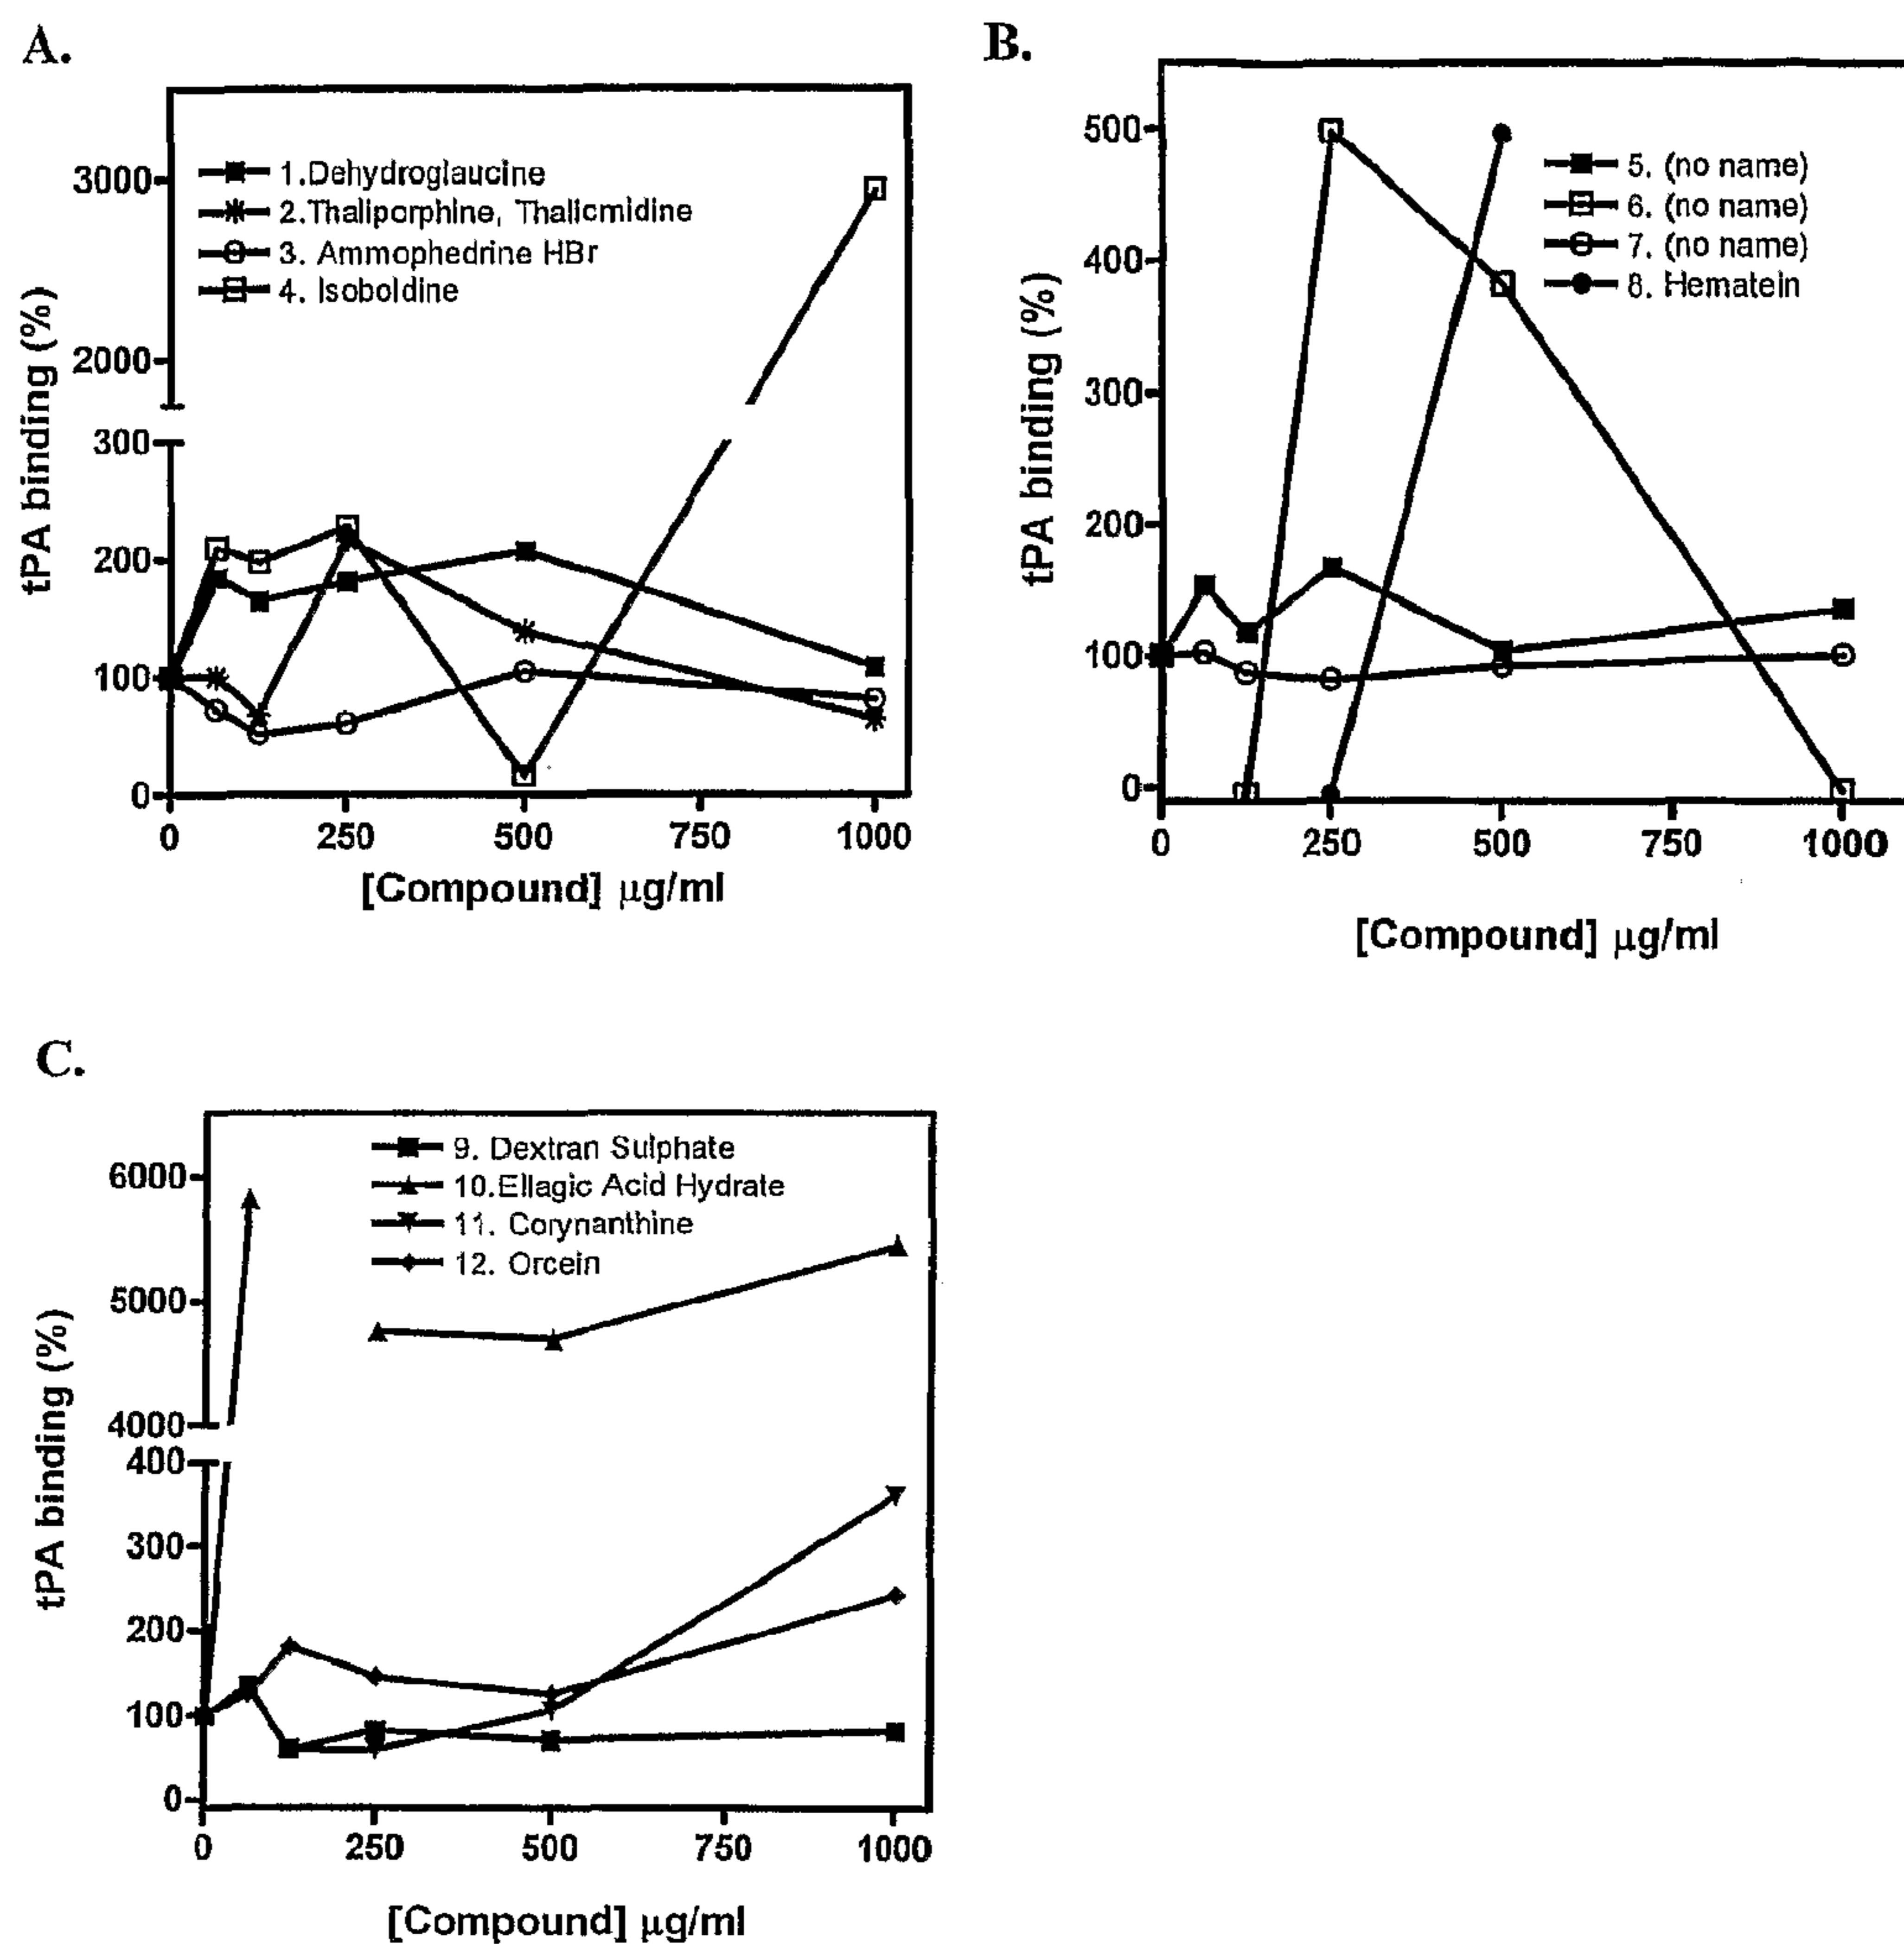 A.
tPA binding (%)
3000
2000
300
200
100
0
1.Dehydroglaucine
2.Thaliporphine, Thalicmidine
3. Ammophedrine HBr
4. Isoboldine
0 250 500 750 1000
[Compound] µg/ml
B.
tPA binding (%)
500
400
300
200
100
0
5. (no name)
6. (no name)
7. (no name)
8. Hematein
0 250 500 750 1000
[Compound] µg/ml
C.
tPA binding (%)
6000
5000
4000
400
300
200
100
0
9. Dextran Sulphate
10.Ellagic Acid Hydrate
11. Corynanthine
12. Orcein
0 250 500 750 1000
[Compound] µg/ml